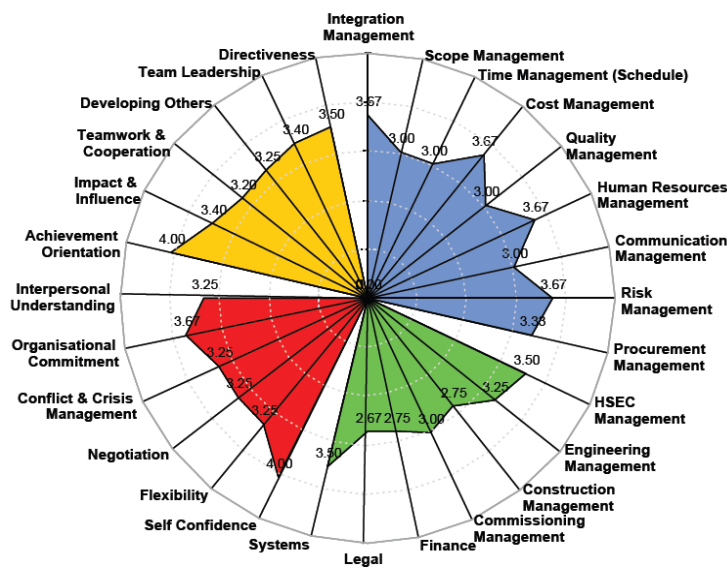 Integration
Management
Directiveness
Scope Management
Team Leadership
Time Management (Schedule)
Developing Others
Cost Management
Teamwork &
Cooperation
Quality
Management
Impact &
Influence
Human Resources
Management
Achievement
Orientation
Communication
Management
Interpersonal
Understanding
Risk
Management
Organisational
Commitment
Procurement
Management
Conflict & Crisis
Management
HSEC
Management
Negotiation
Engineering
Management
Flexibility
Construction
Management
Self Confidence
Commissioning
Management
Systems
Finance
Legal
3.67
3.00
3.00
3.67
3.00
3.67
3.00
3.67
3.33
3.50
3.25
2.75
3.00
2.75
2.67
3.50
4.00
3.25
3.25
3.25
3.67
3.25
4.00
3.40
3.20
3.25
3.40
3.50
0.00